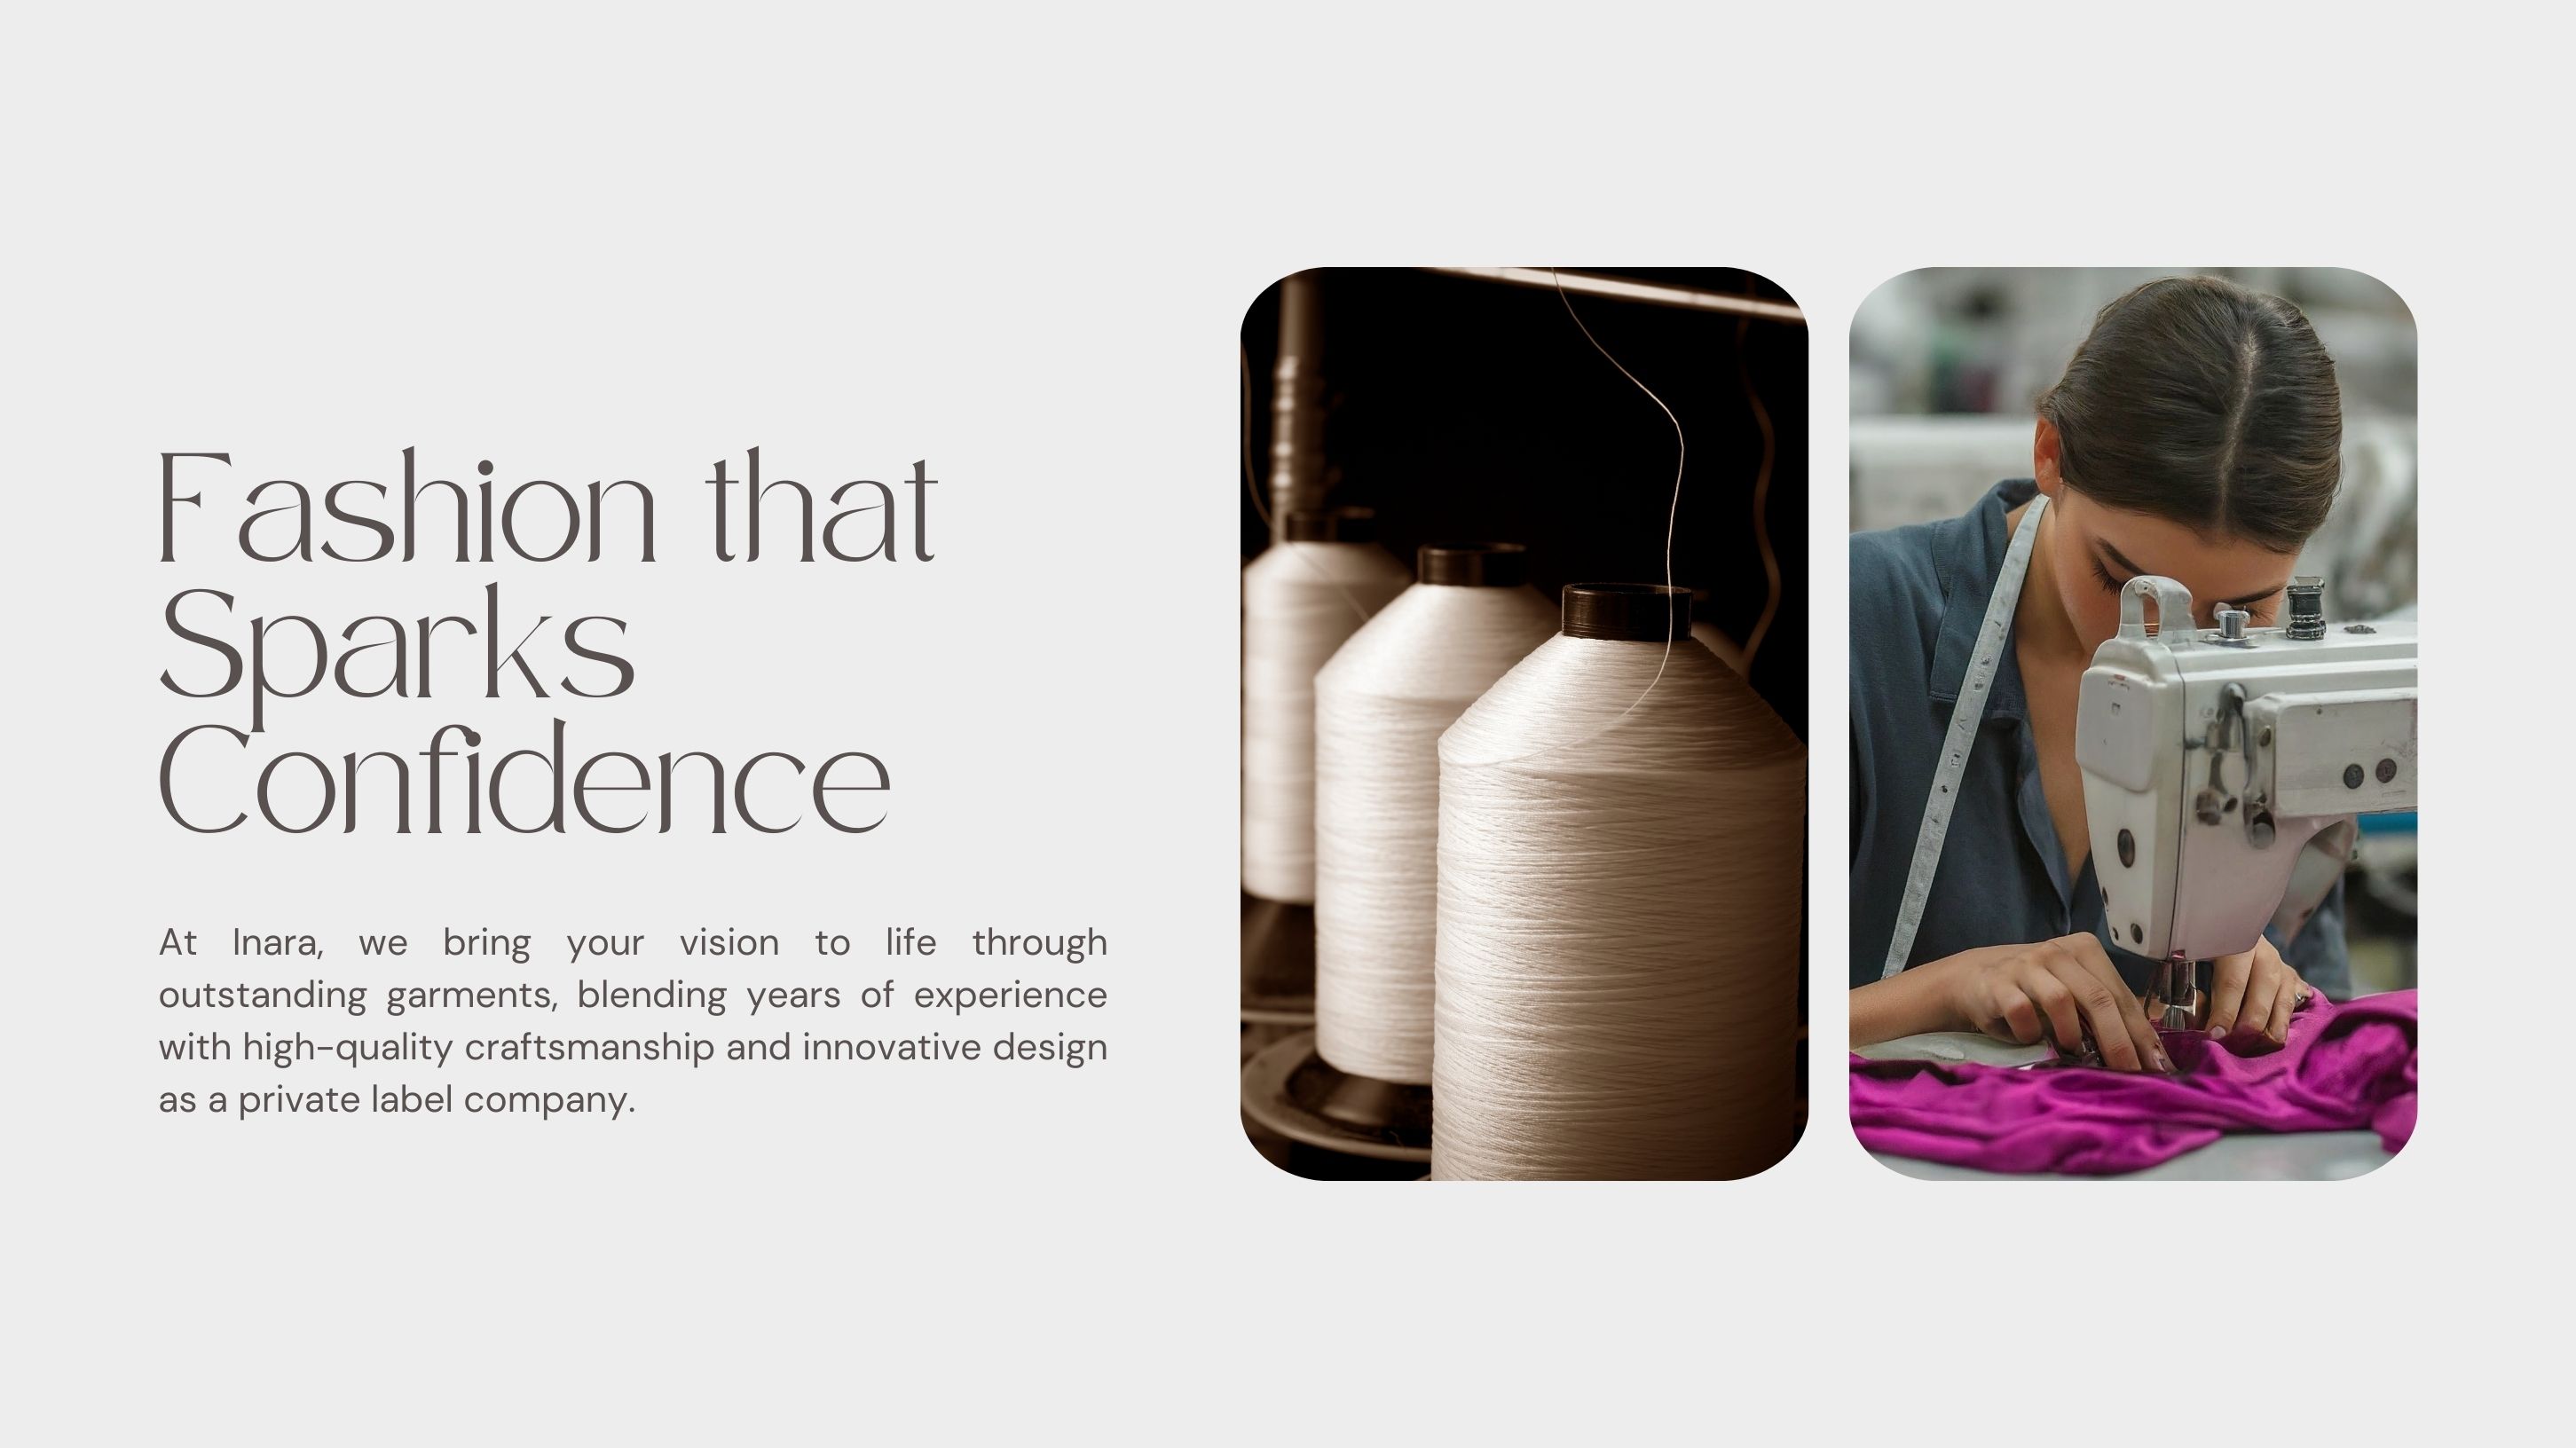 Fashion that
Sparks
Confidence
At Inara, we bring your vision to life through
outstanding garments, blending years of experience
with high-quality craftsmanship and innovative design
as a private label company.